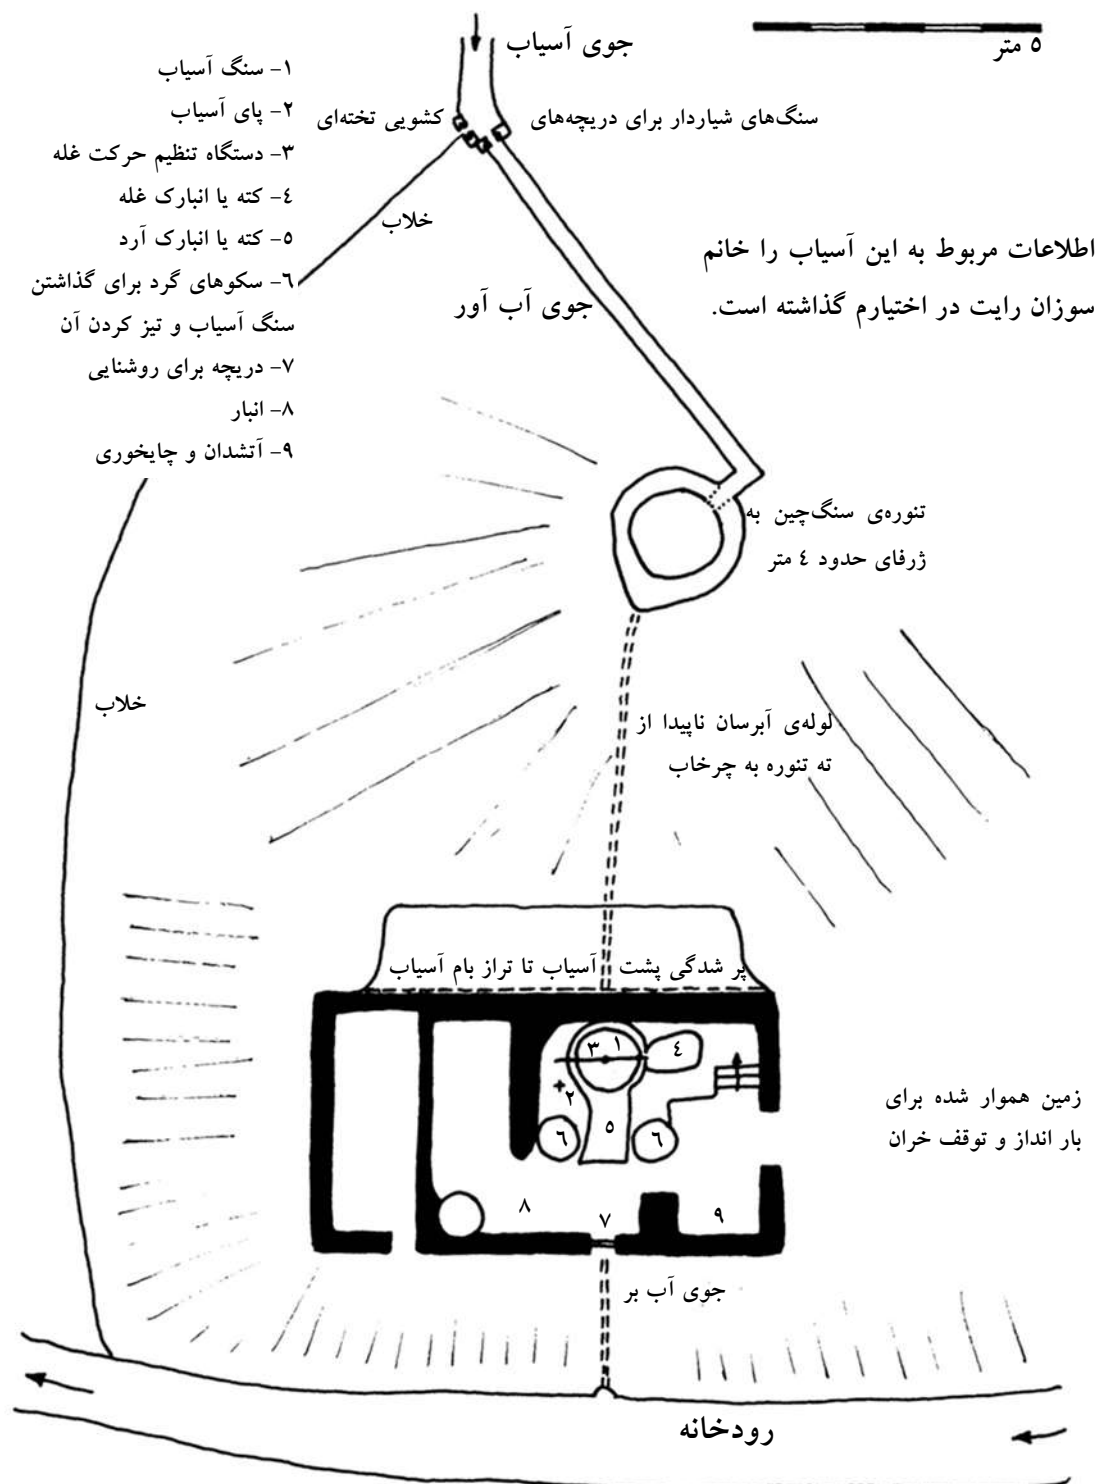 جوی آسیاب
۵ متر
۱- سنگ آسیاب
۲- پای آسیاب
۳- دستگاه تنظیم حرکت غله
٤- کته یا انبارک غله
۵- کته یا انبارک آرد
٦- سکوهای گرد برای گذاشتن
سنگ آسیاب و تیز کردن آن
۷- دریچه برای روشنایی
۸- انبار
۹- آتشدان و چایخوری
سنگ‌های شیاردار برای دریچه‌های کشویی تخته‌ای
خلاب
اطلاعات مربوط به این آسیاب را خانم
سوزان رایت در اختیارم گذاشته است.
جوی آب آور
تنوره‌ی سنگ‌چین به
ژرفای حدود ٤ متر
خلاب
لوله‌ی آبرسان ناپیدا از
ته تنوره به چرخاب
پر شدگی پشت آسیاب تا تراز بام آسیاب
۳ ۱ ٤
۲
٦ ۵ ٦
۸ ۷ ۹
زمین هموار شده برای
بار انداز و توقف خران
جوی آب بر
رودخانه